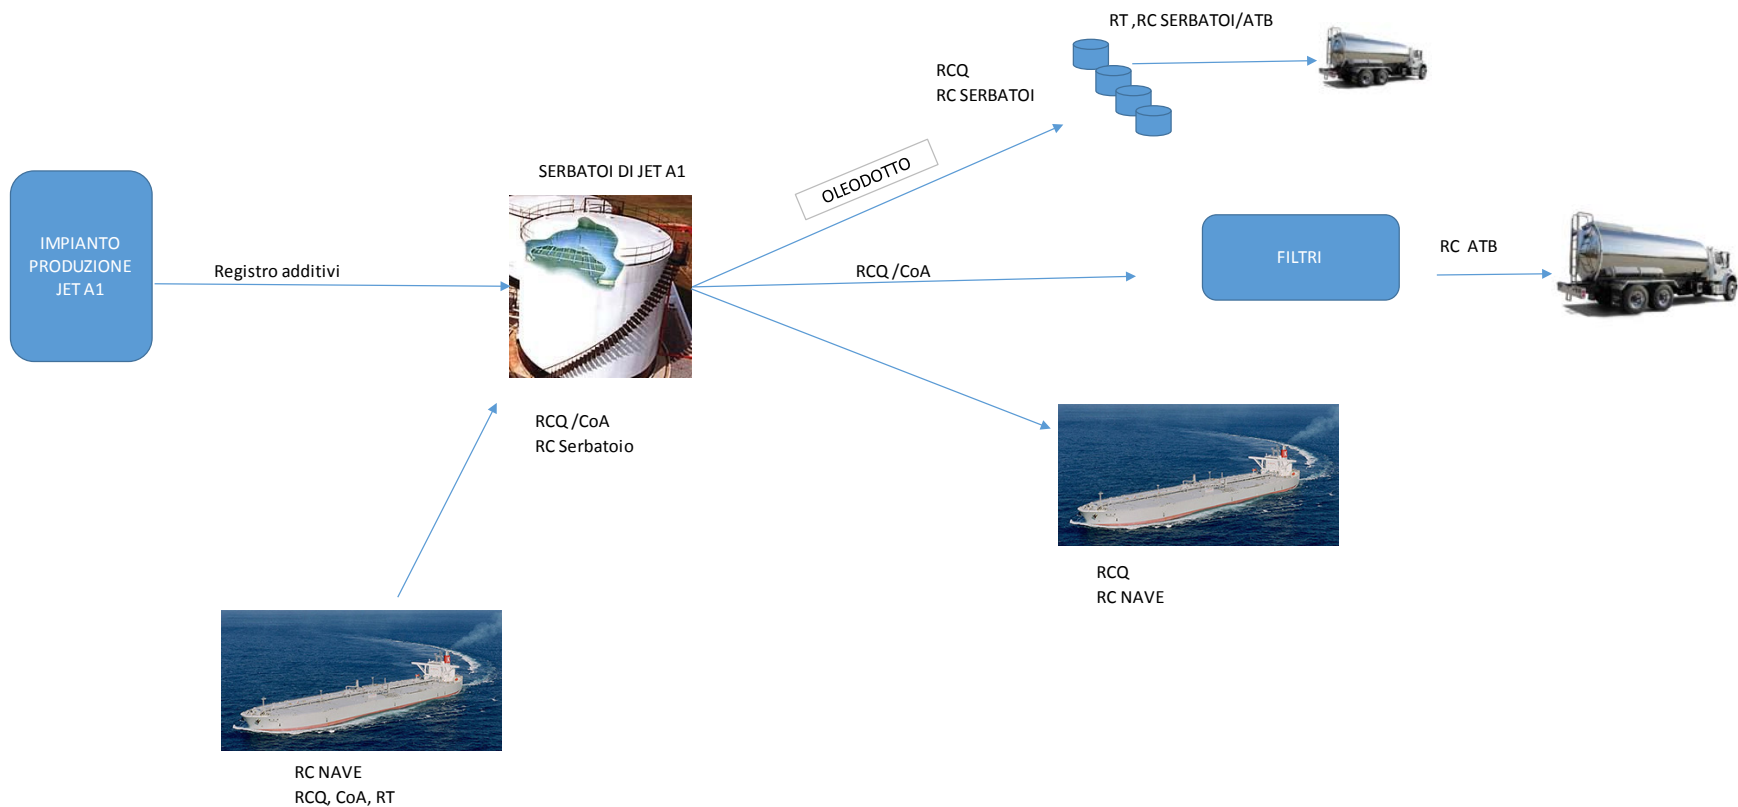 RT ,RC SERBATOI/ATB
RCQ
RC SERBATOI
SERBATOI DI JET A1
OLEODOTTO
IMPIANTO
PRODUZIONE
JET A1
Registro additivi
RCQ /CoA
FILTRI
RC  ATB
RCQ /CoA
RC Serbatoio
RCQ
RC NAVE
RC NAVE
RCQ, CoA, RT